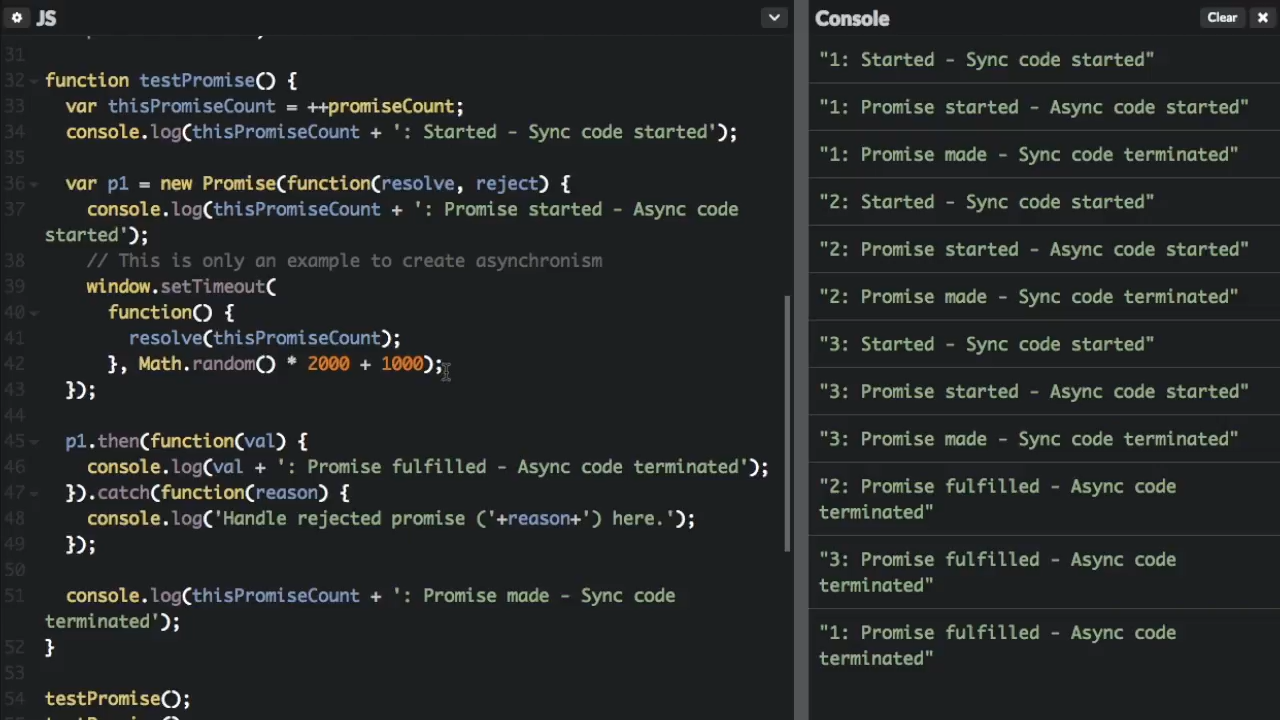 JS
31
32 function testPromise() {
33 var thisPromiseCount = ++promiseCount;
34 console.log(thisPromiseCount + ': Started - Sync code started');
35
36 var p1 = new Promise(function(resolve, reject) {
37 console.log(thisPromiseCount + ': Promise started - Async code
started');
38 // This is only an example to create asynchronism
39 window.setTimeout(
40 function() {
41 resolve(thisPromiseCount);
42 }, Math.random() * 2000 + 1000);
43 });
44
45 p1.then(function(val) {
46 console.log(val + ': Promise fulfilled - Async code terminated');
47 }).catch(function(reason) {
48 console.log('Handle rejected promise ('+reason+') here.');
49 });
50
51 console.log(thisPromiseCount + ': Promise made - Sync code
terminated');
52 }
53
54 testPromise();
Console
Clear
"1: Started - Sync code started"
"1: Promise started - Async code started"
"1: Promise made - Sync code terminated"
"2: Started - Sync code started"
"2: Promise started - Async code started"
"2: Promise made - Sync code terminated"
"3: Started - Sync code started"
"3: Promise started - Async code started"
"3: Promise made - Sync code terminated"
"2: Promise fulfilled - Async code
terminated"
"3: Promise fulfilled - Async code
terminated"
"1: Promise fulfilled - Async code
terminated"